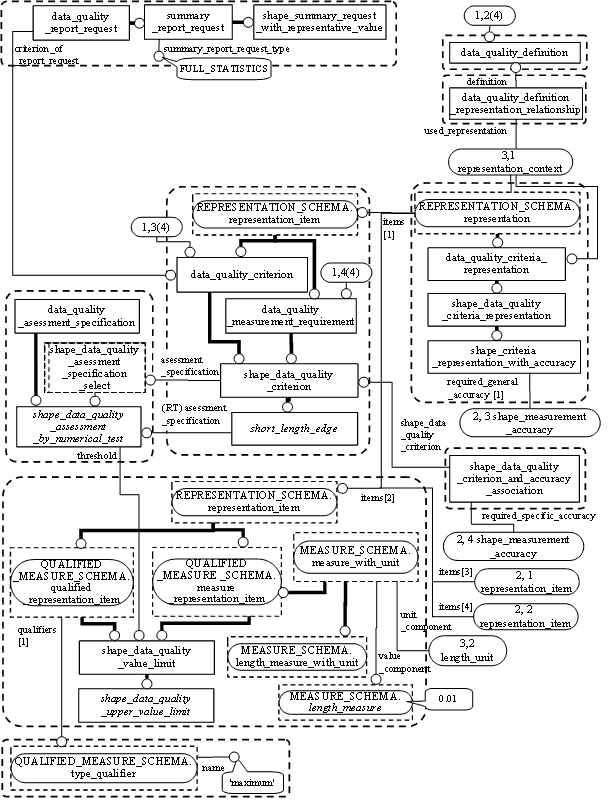 data_quality_
report_request
summary
_report_request
shape_summary_request
_with_representative_value
criterion_of
_report_request
summary_report_request_type
FULL_STATISTICS
1,2(4)
data_quality_definition
definition
data_quality_definition
_representation_relationship
used_representation
3,1
representation_context
REPRESENTATION_SCHEMA.
representation_item
items
[1]
REPRESENTATION_SCHEMA.
representation
1,3(4)
data_quality_criterion
1,4(4)
data_quality_criteria_
representation
data_quality
_measurement_requirement
shape_data_quality
_criteria_representation
data_quality
_asessment_specification
shape_data_quality
_asessment
_specification
_select
asessment
_specification
shape_data_quality
_criterion
shape_criteria
_representation_with_accuracy
required_general
_accuracy [1]
(RT) asessment
_specification
shape_data_quality
_assessment
_by_numerical_test
short_length_edge
shape_data
_quality
_criterion
2, 3 shape_measurement
_accuracy
threshold
shape_data_quality
_criterion_and_accuracy
_association
REPRESENTATION_SCHEMA.
representation_item
items[2]
required_specific_accuracy
2, 4 shape_measurement
_accuracy
QUALIFIED
_MEASURE_SCHEMA.
qualified
_representation_item
QUALIFIED
_MEASURE_SCHEMA.
measure
_representation_item
MEASURE_SCHEMA.
measure_with_unit
items[3]
2, 1
representation_item
items[4]
2, 2
representation_item
qualifiers
[1]
unit
_component
shape_data_quality
_value_limit
MEASURE_SCHEMA.
length_measure_with_unit
value
_component
3,2
length_unit
shape_data_quality
_upper_value_limit
MEASURE_SCHEMA.
length_measure
0.01
QUALIFIED_MEASURE_SCHEMA.
type_qualifier
name
'maximum'